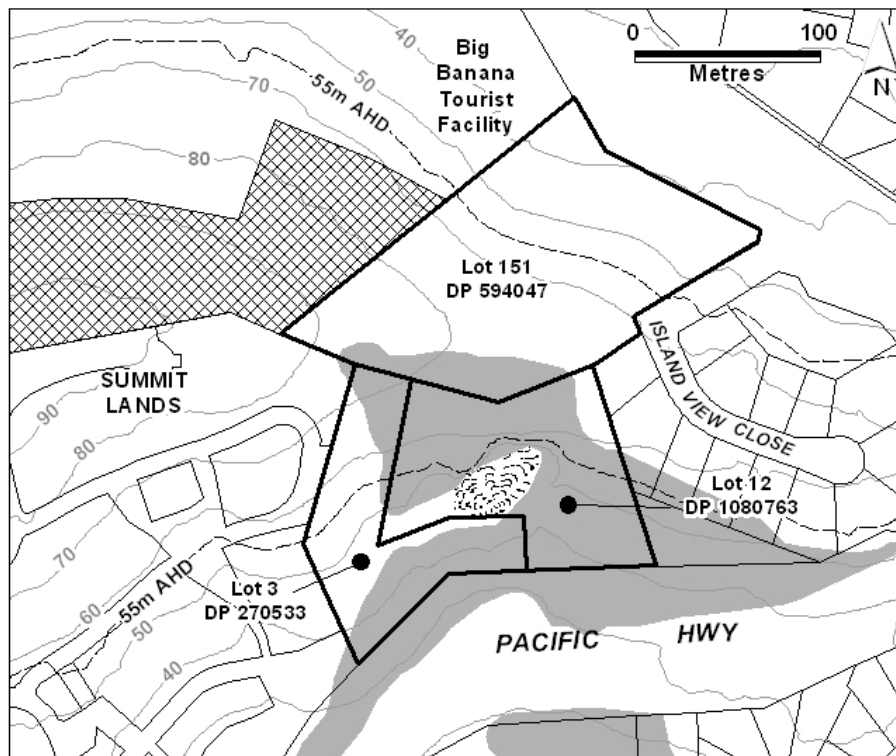 0 100
Metres
N
Big
Banana
Tourist
Facility
40
50
55m AHD
70
80
Lot 151
DP 594047
ISLAND VIEW CLOSE
SUMMIT
LANDS
90
80
Lot 12
DP 1080763
70
55m AHD
60
50
40
Lot 3
DP 270533
PACIFIC HWY